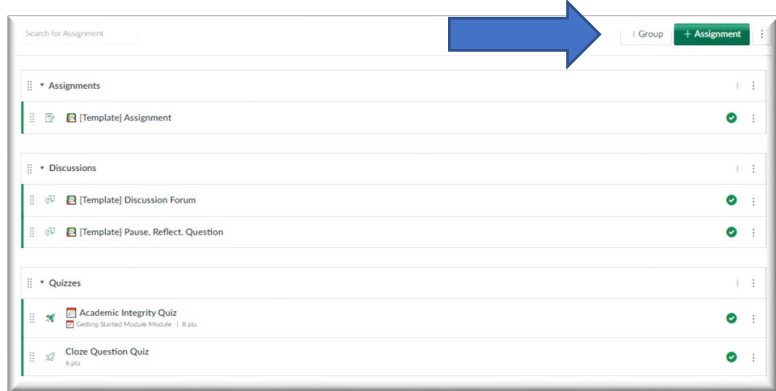 Search for Assignment
Group
+ Assignment
Assignments
[Template] Assignment
Discussions
[Template] Discussion Forum
[Template] Pause, Reflect, Question
Quizzes
Academic Integrity Quiz
Getting Started Module Module | 8 pts
Cloze Question Quiz
6 pts